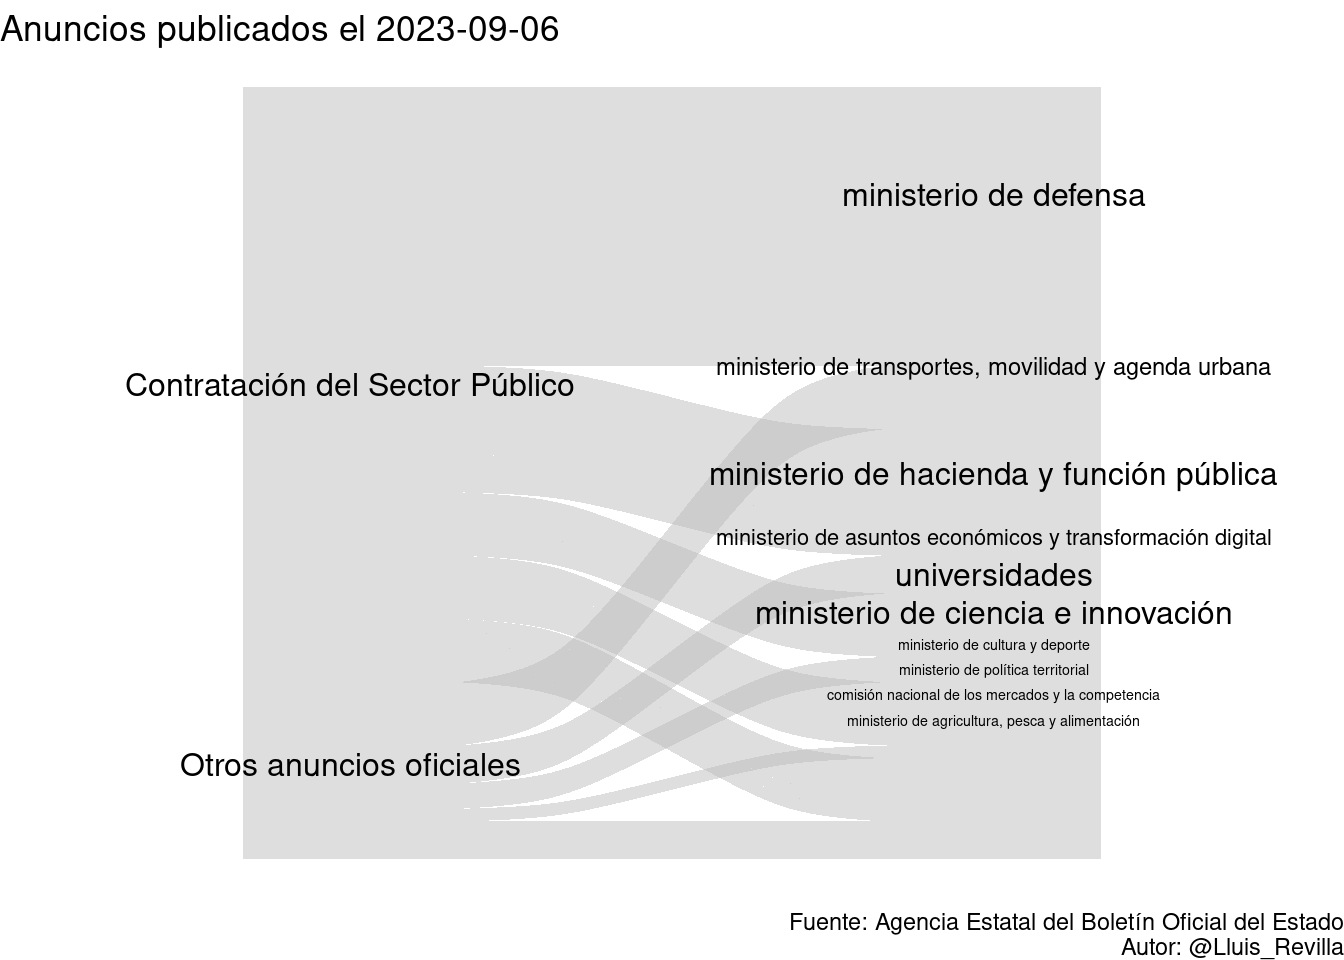 Anuncios publicados el 2023-09-06
ministerio de defensa
ministerio de transportes, movilidad y agenda urbana
Contratación del Sector Público
ministerio de hacienda y función pública
ministerio de asuntos económicos y transformación digital
universidades
ministerio de ciencia e innovación
ministerio de cultura y deporte
ministerio de política territorial
comisión nacional de los mercados y la competencia
ministerio de agricultura, pesca y alimentación
Otros anuncios oficiales
Fuente: Agencia Estatal del Boletín Oficial del Estado
Autor: @Lluis_Revilla